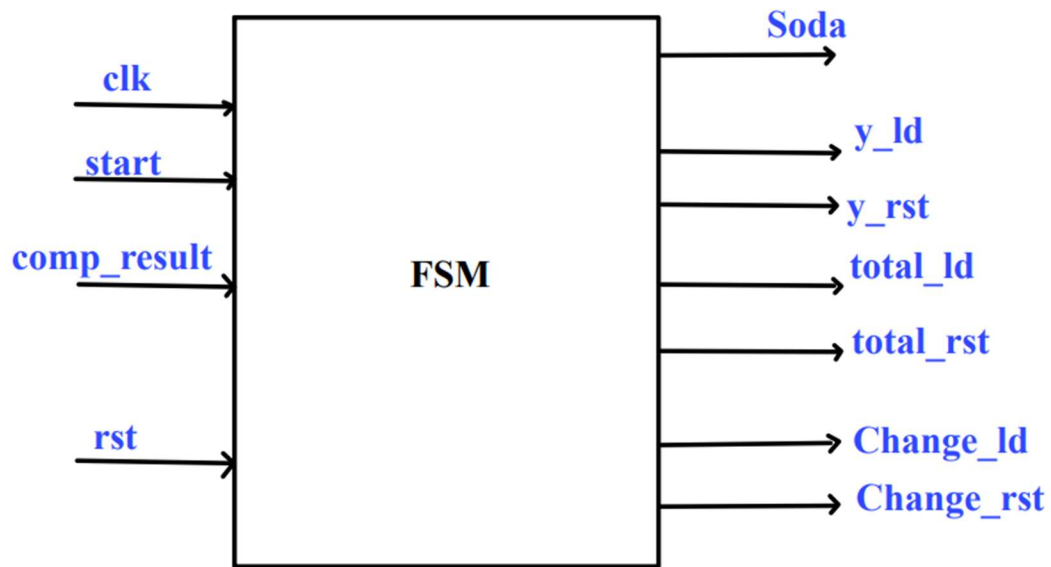 Soda
clk
y_ld
start
y_rst
comp_result
FSM
total_ld
total_rst
rst
Change_ld
Change_rst